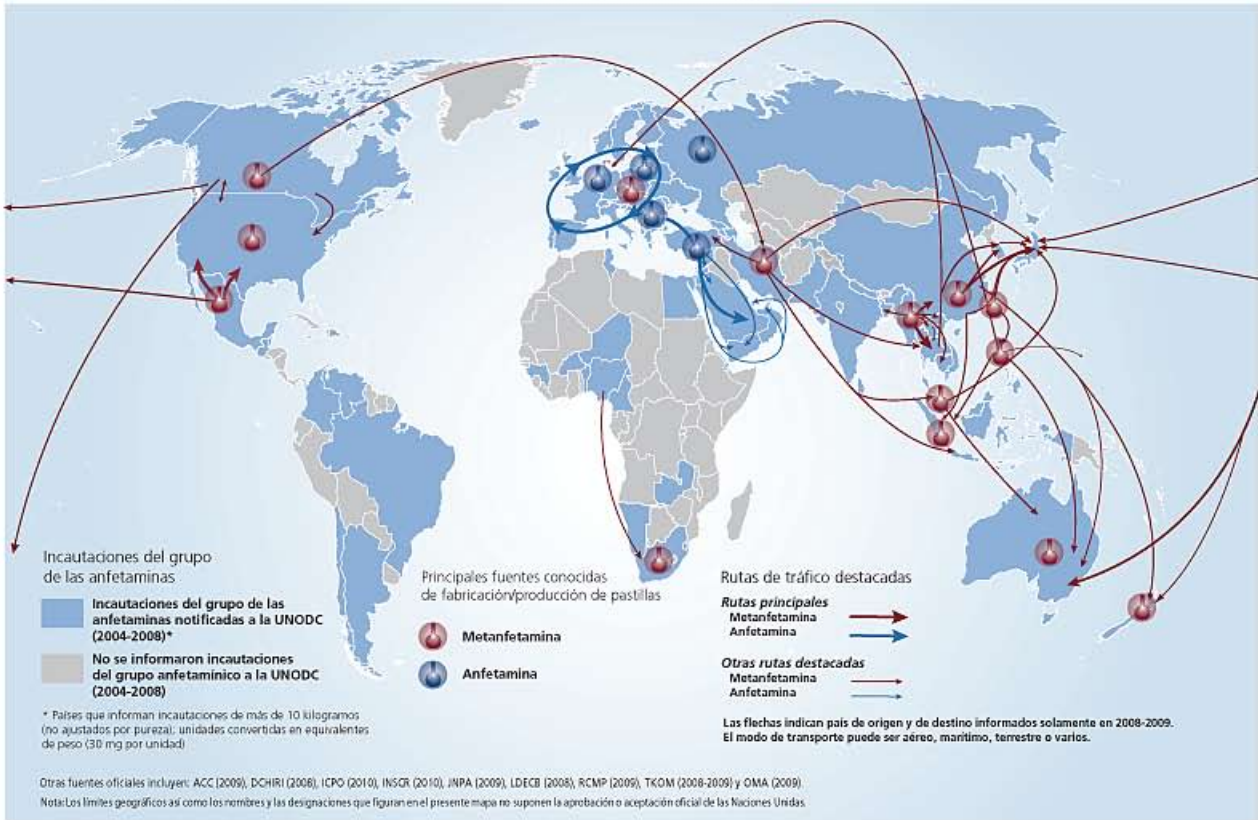 Incautaciones del grupo
de las anfetaminas
Incautaciones del grupo de las
anfetaminas notificadas a la UNODC
(2004-2008)*
No se informaron incautaciones
del grupo anfetamínico a la UNODC
(2004-2008)
* Países que informan incautaciones de más de 10 kilogramos
(no ajustados por pureza); unidades convertidas en equivalentes
de peso (30 mg por unidad)
Principales fuentes conocidas
de fabricación/producción de pastillas
Metanfetamina
Anfetamina
Rutas de tráfico destacadas
Rutas principales
Metanfetamina
Anfetamina
Otras rutas destacadas
Metanfetamina
Anfetamina
Las flechas indican país de origen y de destino informados solamente en 2008-2009.
El modo de transporte puede ser aéreo, marítimo, terrestre o varios.
Otras fuentes oficiales incluyen: ACC (2009), DCHIRI (2008), ICPO (2010), INSCR (2010), JNPA (2009), LDECB (2008), RCMP (2009), TKOM (2008-2009) y OMA (2009).
Nota:Los límites geográficos así como los nombres y las designaciones que figuran en el presente mapa no suponen la aprobación o aceptación oficial de las Naciones Unidas.